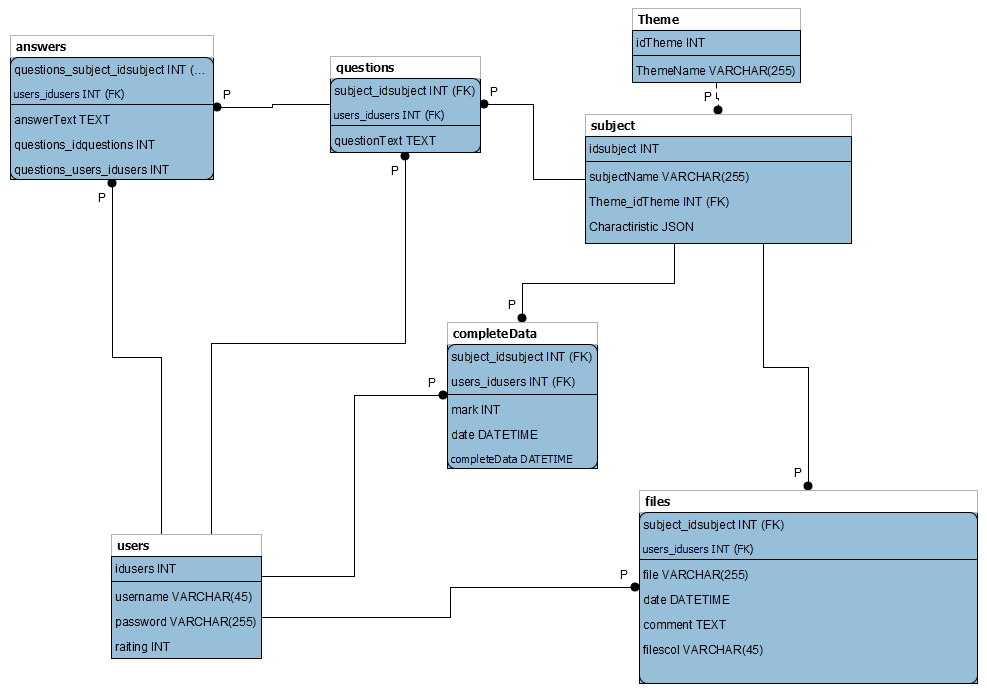 Theme
idTheme INT
ThemeName VARCHAR(255)
P
answers
questions_subject_idsubject INT (...
users_idusers INT (FK)
answerText TEXT
questions_idquestions INT
questions_users_idusers INT
P
P
questions
subject_idsubject INT (FK)
users_idusers INT (FK)
questionText TEXT
P
P
subject
idsubject INT
subjectName VARCHAR(255)
Theme_idTheme INT (FK)
Charactiristic JSON
P
completeData
subject_idsubject INT (FK)
users_idusers INT (FK)
mark INT
date DATETIME
completeData DATETIME
P
P
files
subject_idsubject INT (FK)
users_idusers INT (FK)
file VARCHAR(255)
date DATETIME
comment TEXT
filescol VARCHAR(45)
P
users
idusers INT
username VARCHAR(45)
password VARCHAR(255)
raiting INT